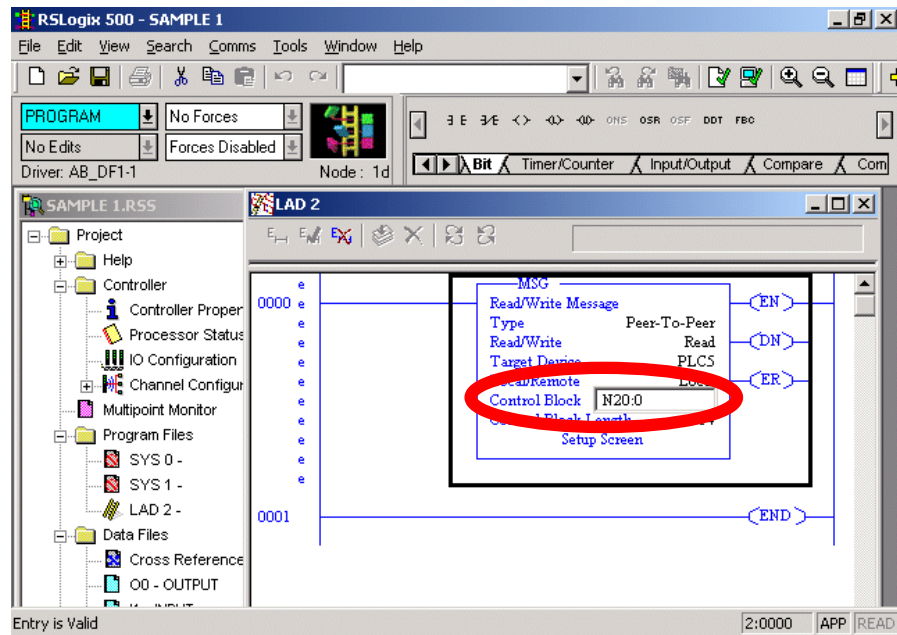 RSLogix 500 - SAMPLE 1
File Edit View Search Comms Tools Window Help
PROGRAM
No Forces
No Edits
Forces Disabled
Driver: AB_DF1-1
Node : 1d
ONS OSR OSF DDT FBC
Bit Timer/Counter Input/Output Compare Com
SAMPLE 1.RSS
Project
Help
Controller
Controller Proper
Processor Status
IO Configuration
Channel Configur
Multipoint Monitor
Program Files
SYS 0 -
SYS 1 -
LAD 2 -
Data Files
Cross Reference
O0 - OUTPUT
LAD 2
e
0000 e
e
e
e
e
e
e
e
e
e
MSG
Read/Write Message
Type Peer-To-Peer
Read/Write Read
Target Device PLC5
Control Block N20:0
Setup Screen
EN
DN
ER
0001
END
Entry is Valid
2:0000 APP READ